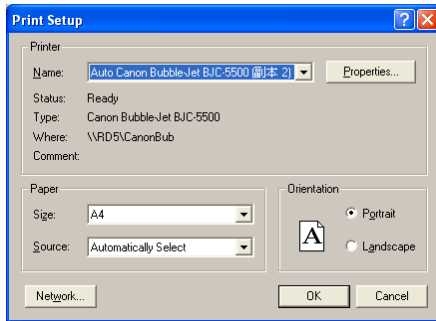 Print Setup
Printer
Name: Auto Canon Bubble-Jet BJC-5500 (副本 2) Properties...
Status: Ready
Type: Canon Bubble-Jet BJC-5500
Where: \\RD5\CanonBub
Comment:
Paper
Size: A4
Source: Automatically Select
Orientation
A
Portrait
Landscape
Network... OK Cancel